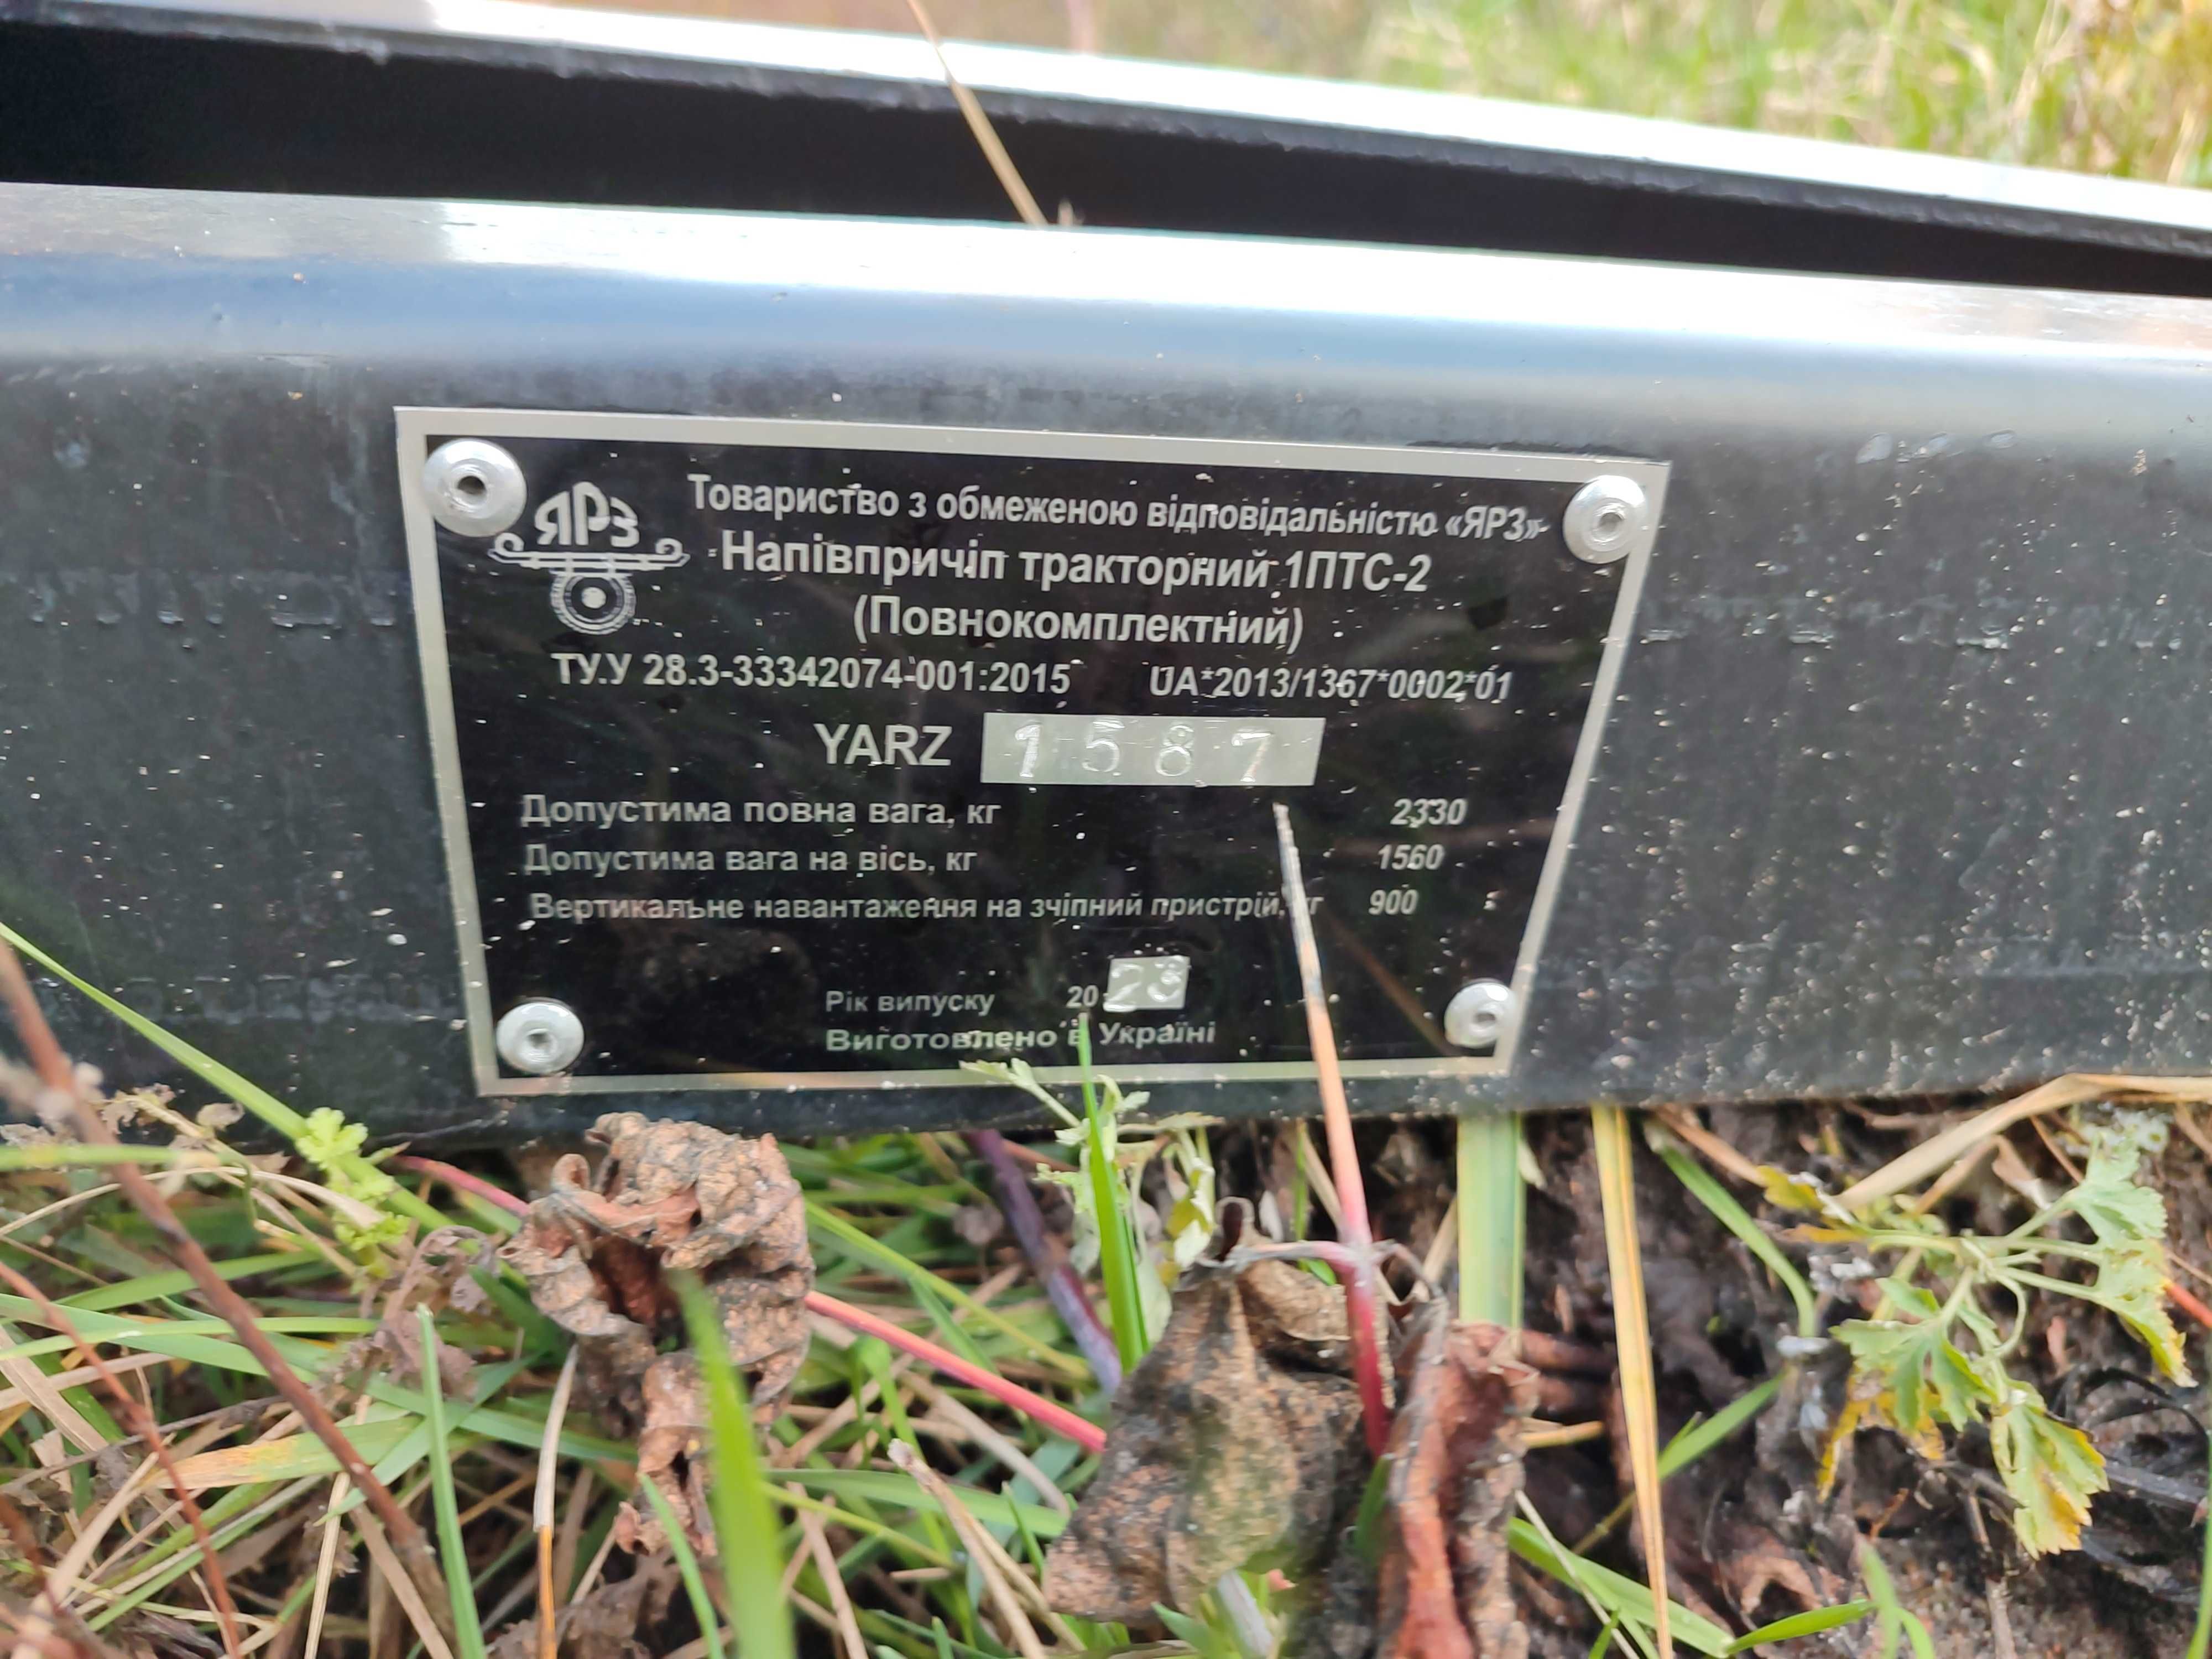 ЯРЗ
Товариство з обмеженою відповідальністю «ЯРЗ»
Напівпричіп тракторний 1ПТС-2
(Повнокомплектний)
ТУ.У 28.3-33342074-001:2015 UA*2013/1367*0002*01
YARZ 1587
Допустима повна вага, кг 2330
Допустима вага на вісь, кг 1560
Вертикальне навантаження на зчіпний пристрій, кг 900
Рік випуску 2023
Виготовлено в Україні